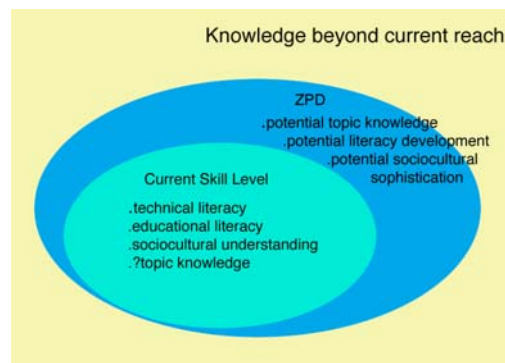 Knowledge beyond current reach
ZPD
.potential topic knowledge
.potential literacy development
.potential sociocultural
sophistication
Current Skill Level
.technical literacy
.educational literacy
.sociocultural understanding
.?topic knowledge